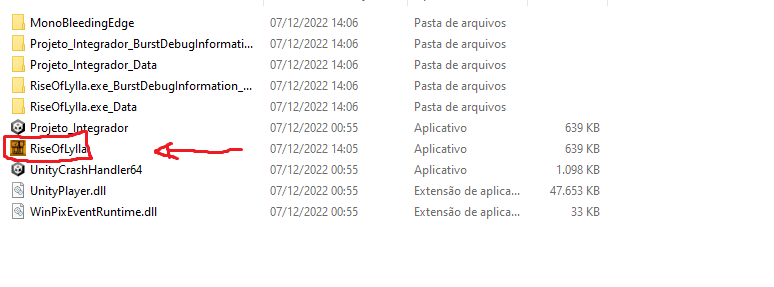 MonoBleedingEdge 07/12/2022 14:06 Pasta de arquivos
Projeto_Integrador_BurstDebugInformati... 07/12/2022 14:06 Pasta de arquivos
Projeto_Integrador_Data 07/12/2022 14:06 Pasta de arquivos
RiseOfLylla.exe_BurstDebugInformation_... 07/12/2022 14:06 Pasta de arquivos
RiseOfLylla.exe_Data 07/12/2022 14:06 Pasta de arquivos
Projeto_Integrador 07/12/2022 00:55 Aplicativo 639 KB
RiseOfLylla 07/12/2022 14:05 Aplicativo 639 KB
UnityCrashHandler64 07/12/2022 00:55 Aplicativo 1.098 KB
UnityPlayer.dll 07/12/2022 00:55 Extensão de aplica... 47.653 KB
WinPixEventRuntime.dll 07/12/2022 00:55 Extensão de aplica... 33 KB